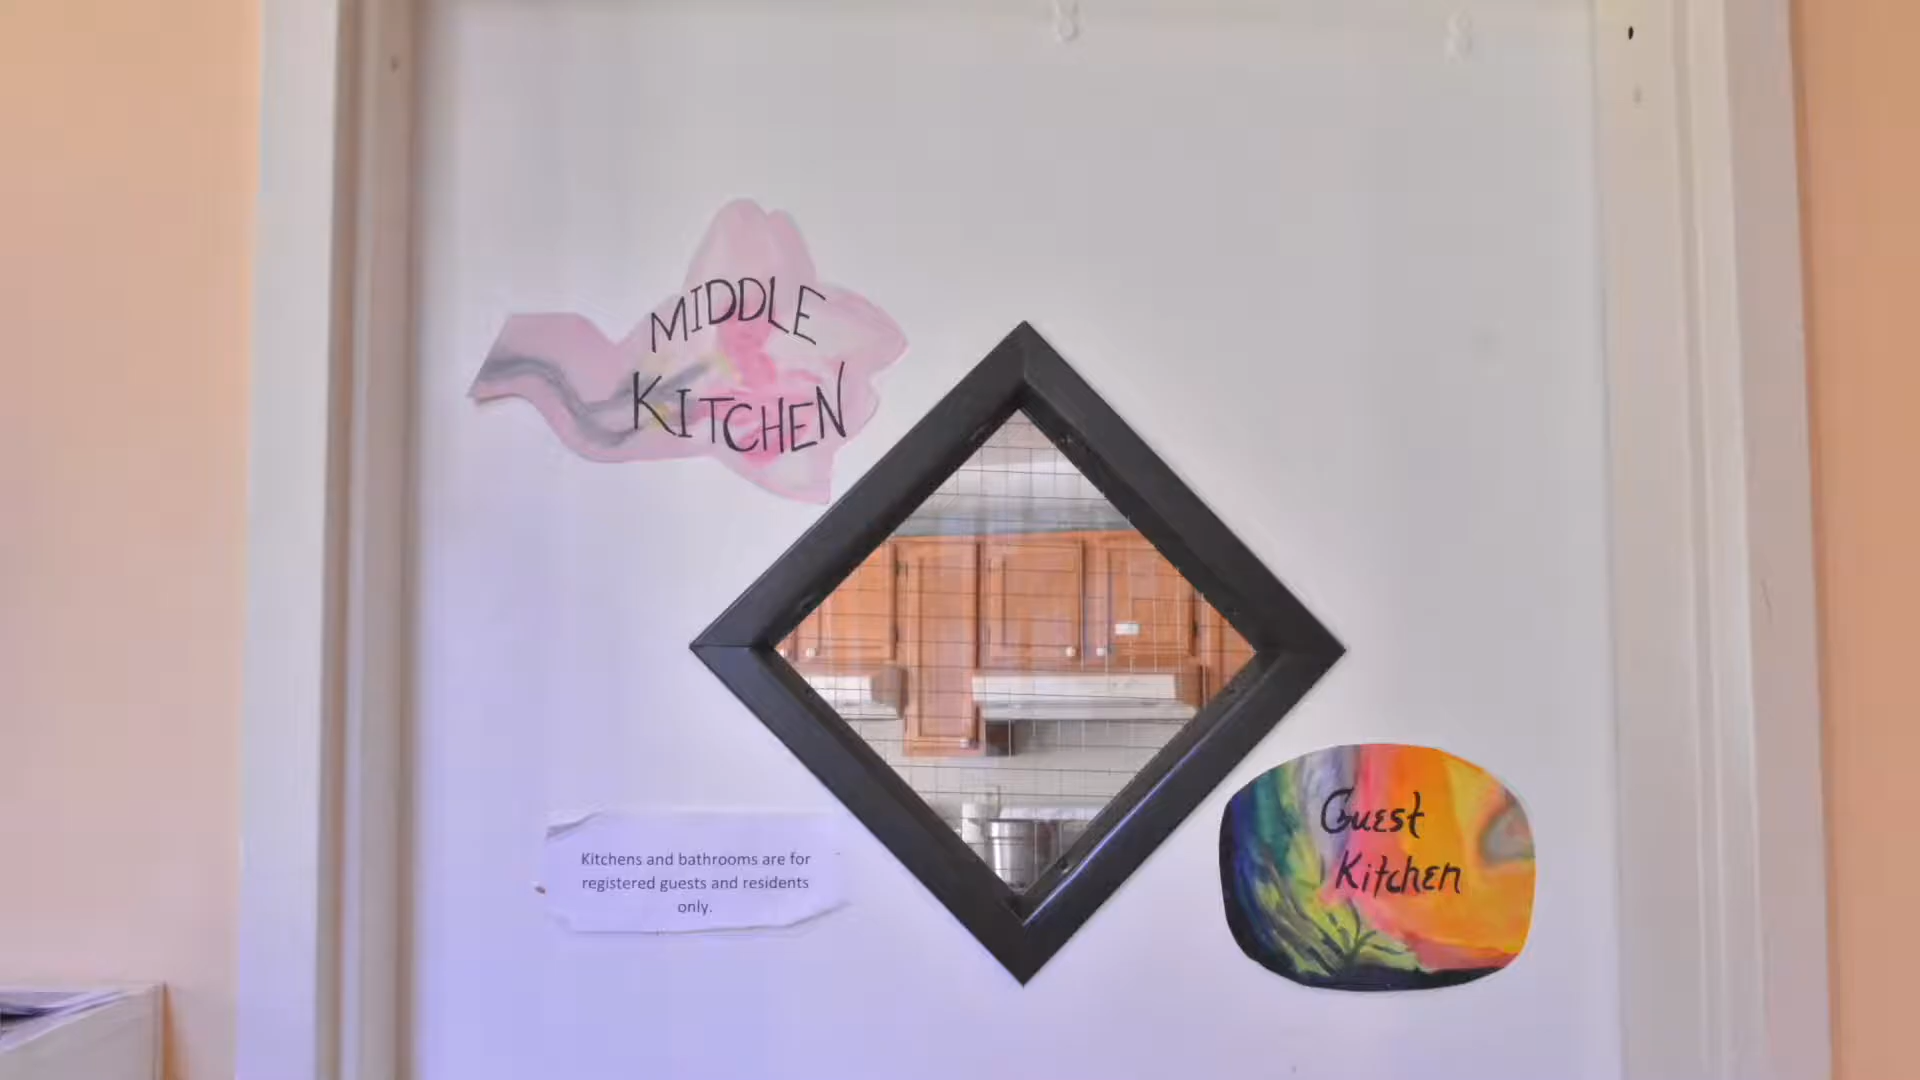 MIDDLE
KITCHEN
Kitchens and bathrooms are for
registered guests and residents
only.
Guest
Kitchen